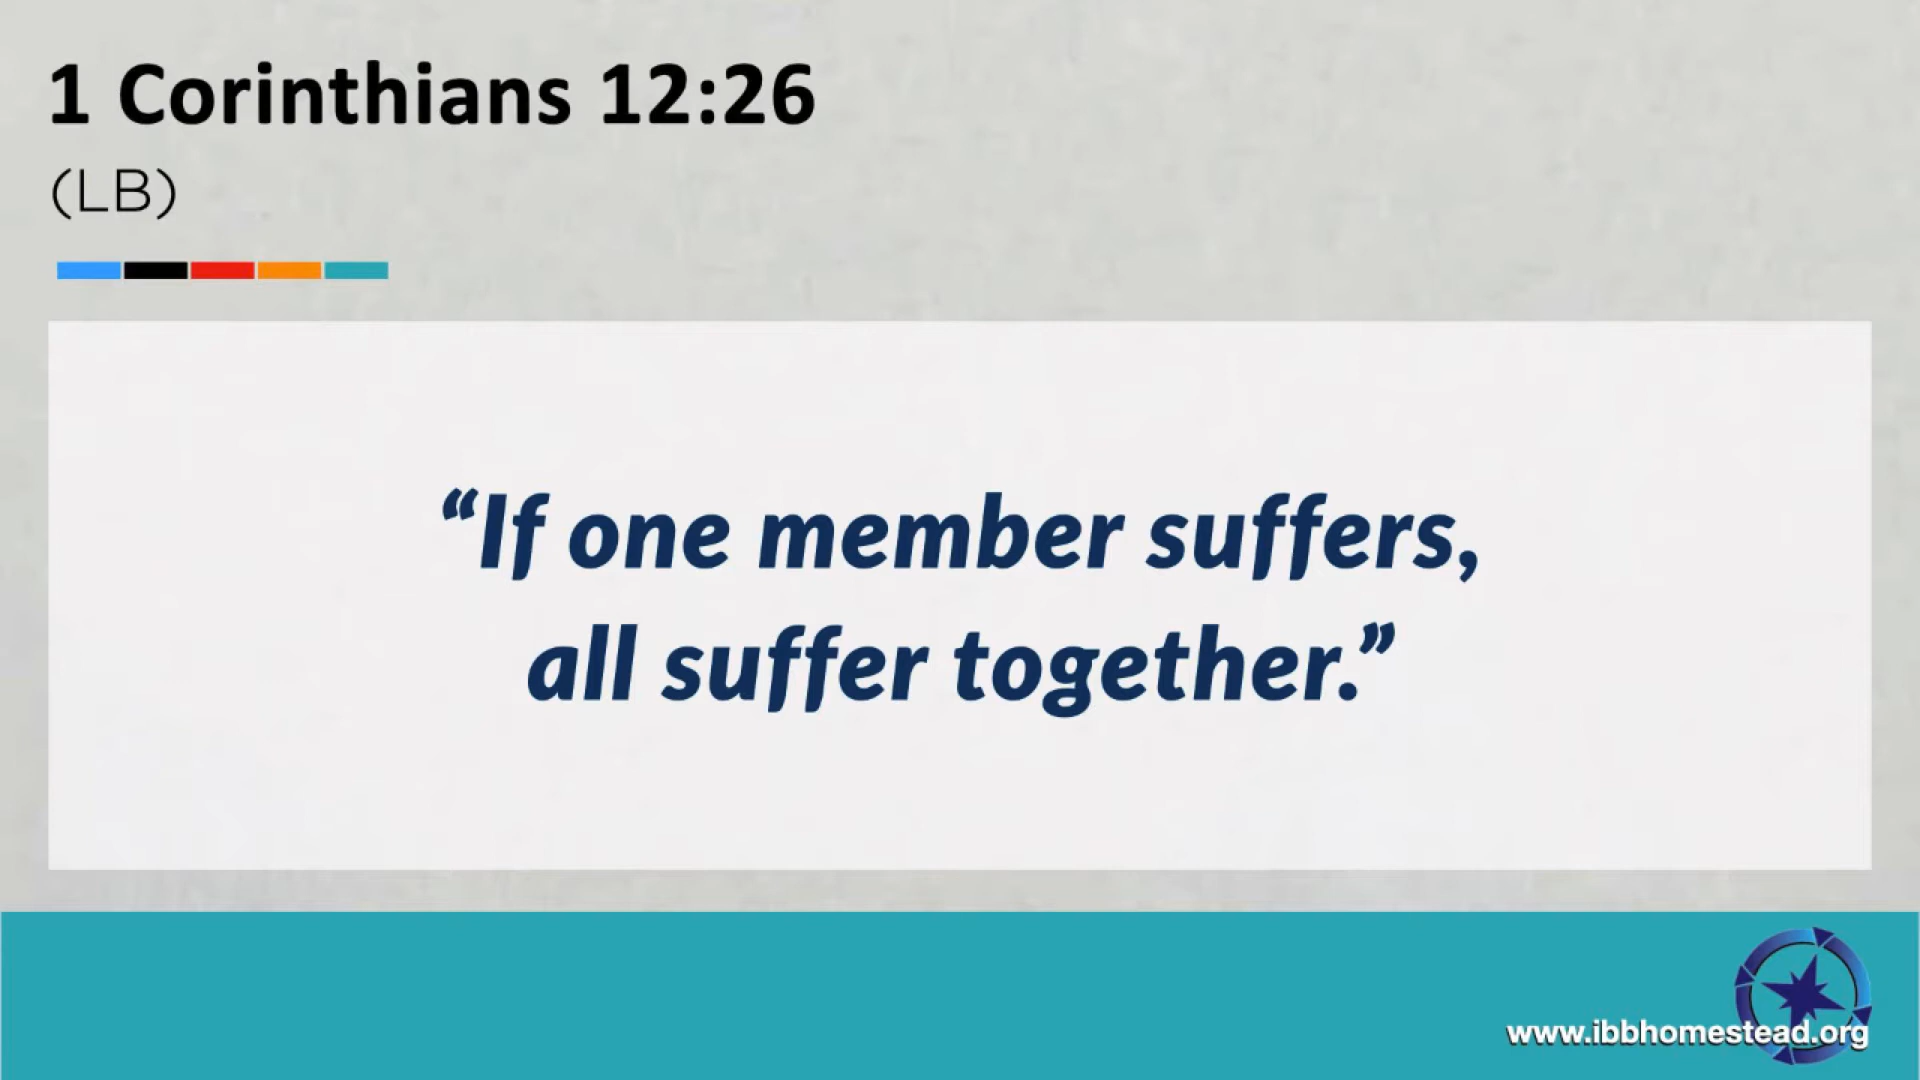 1 Corinthians 12:26
(LB)
“If one member suffers,
all suffer together.”
www.ibbhomestead.org